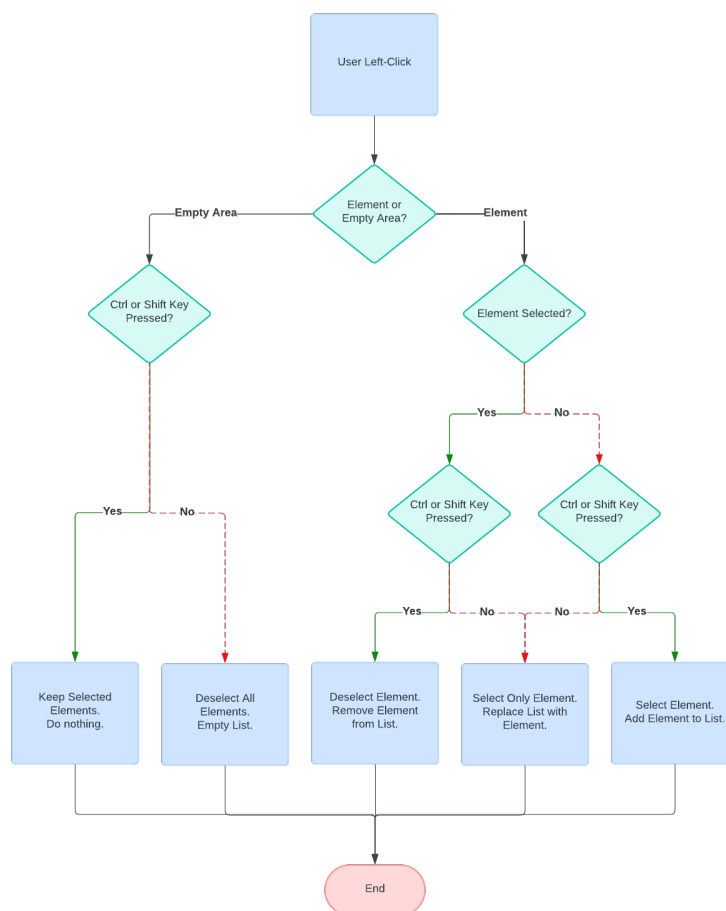 User Left-Click
Element or
Empty Area?
Empty Area
Element
Ctrl or Shift Key
Pressed?
Element Selected?
Yes
No
Ctrl or Shift Key
Pressed?
Ctrl or Shift Key
Pressed?
Yes
No
Yes
No
No
Yes
Keep Selected
Elements.
Do nothing.
Deselect All
Elements.
Empty List.
Deselect Element.
Remove Element
from List.
Select Only Element.
Replace List with
Element.
Select Element.
Add Element to List.
End